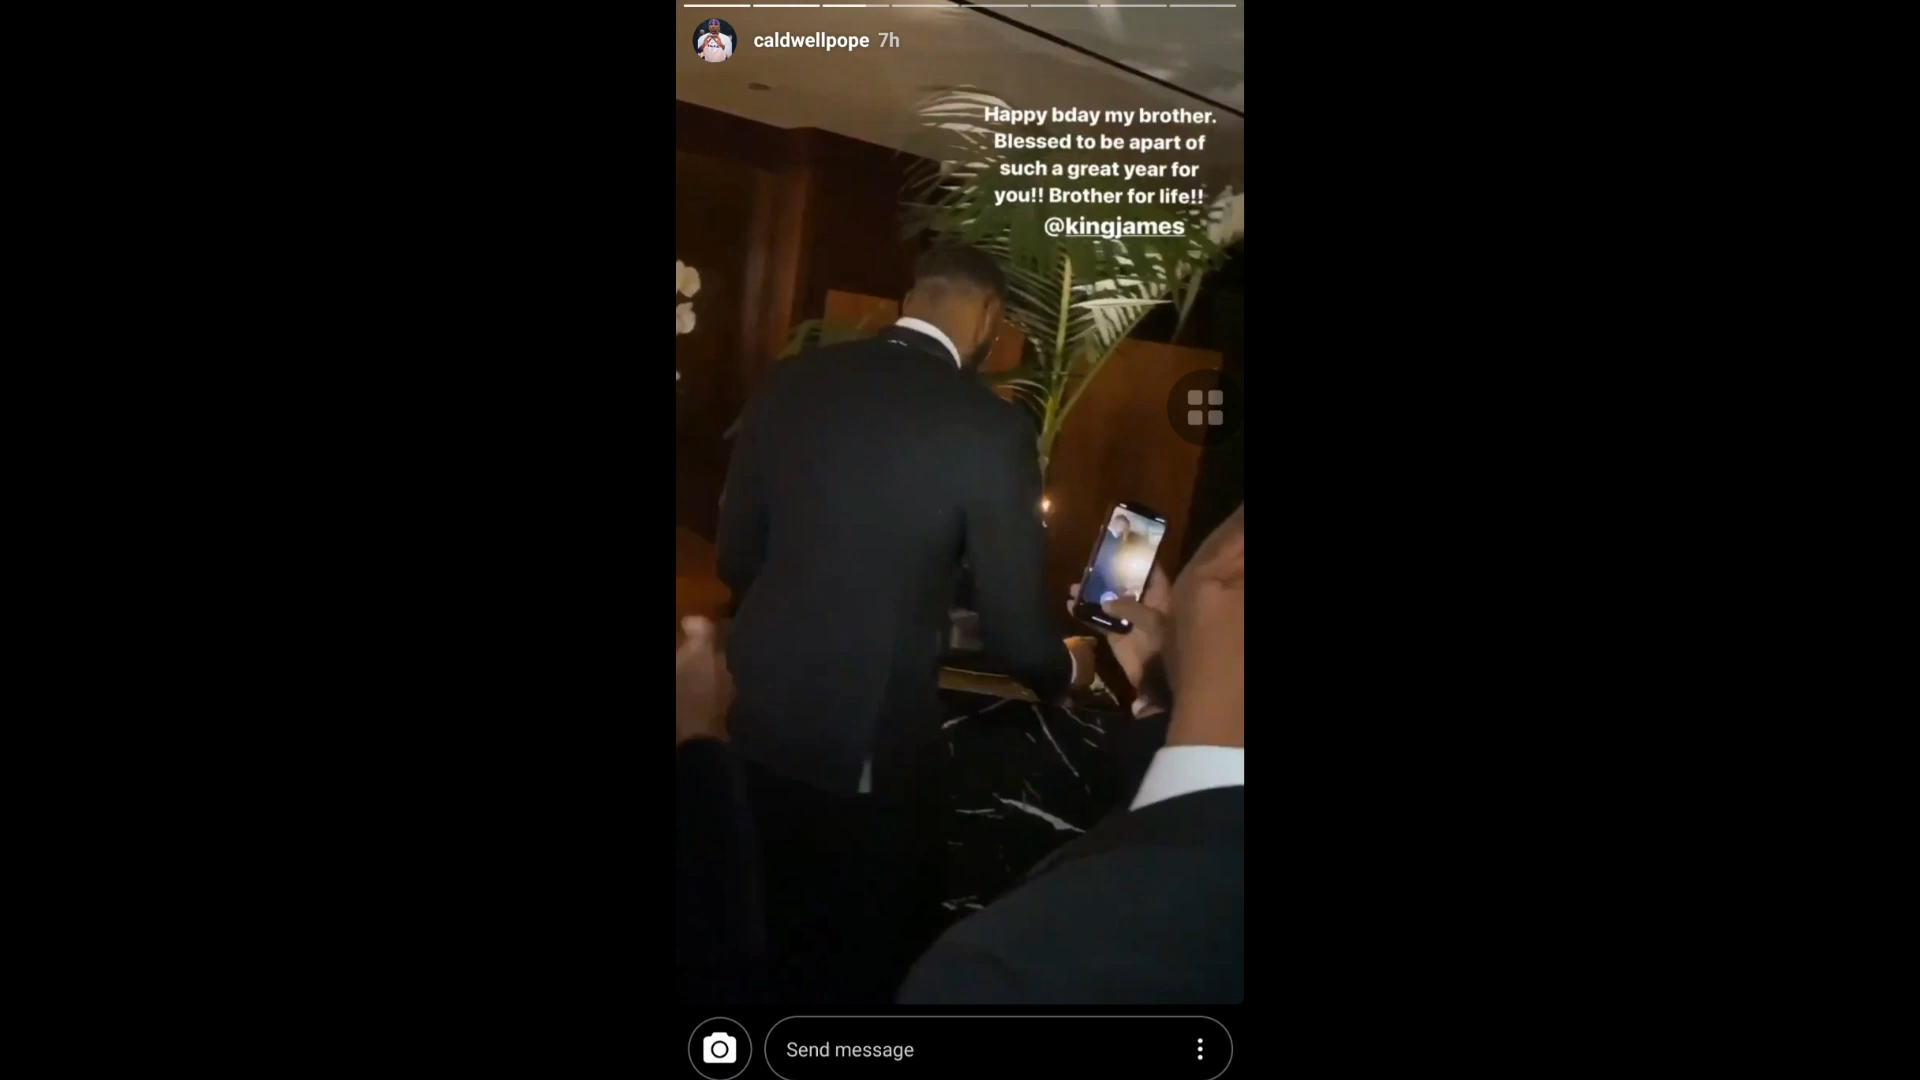 caldwellpope 7h
Happy bday my brother.
Blessed to be apart of
such a great year for
you!! Brother for life!!
@kingjames
Send message